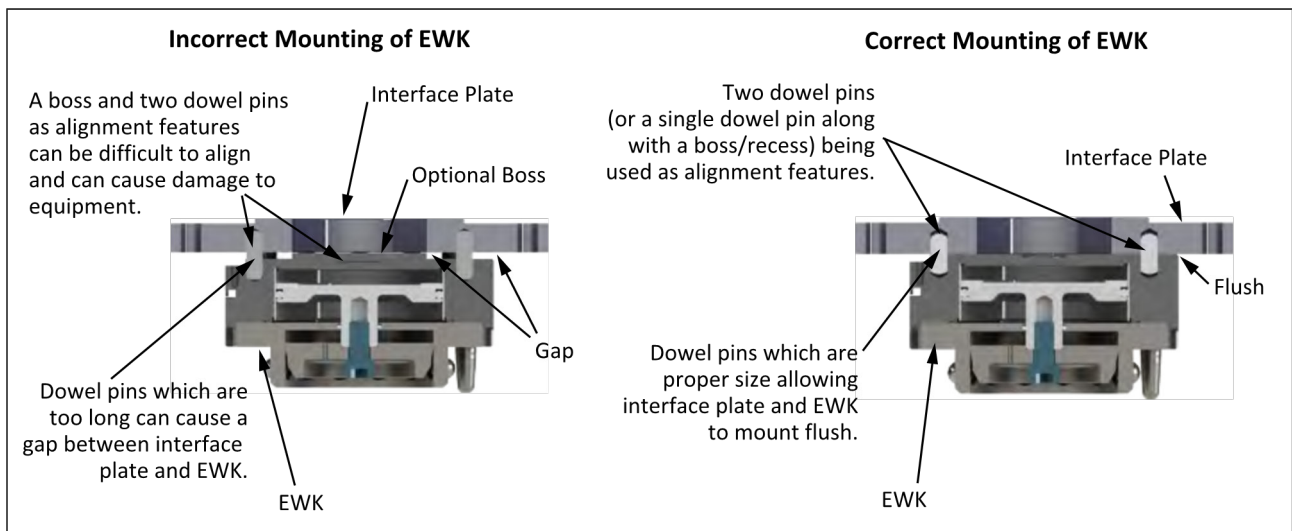 Incorrect Mounting of EWK
A boss and two dowel pins
as alignment features
can be difficult to align
and can cause damage to
equipment.
Interface Plate
Optional Boss
Gap
Dowel pins which are
too long can cause a
gap between interface
plate and EWK.
EWK
Correct Mounting of EWK
Two dowel pins
(or a single dowel pin along
with a boss/recess) being
used as alignment features.
Interface Plate
Flush
Dowel pins which are
proper size allowing
interface plate and EWK
to mount flush.
EWK